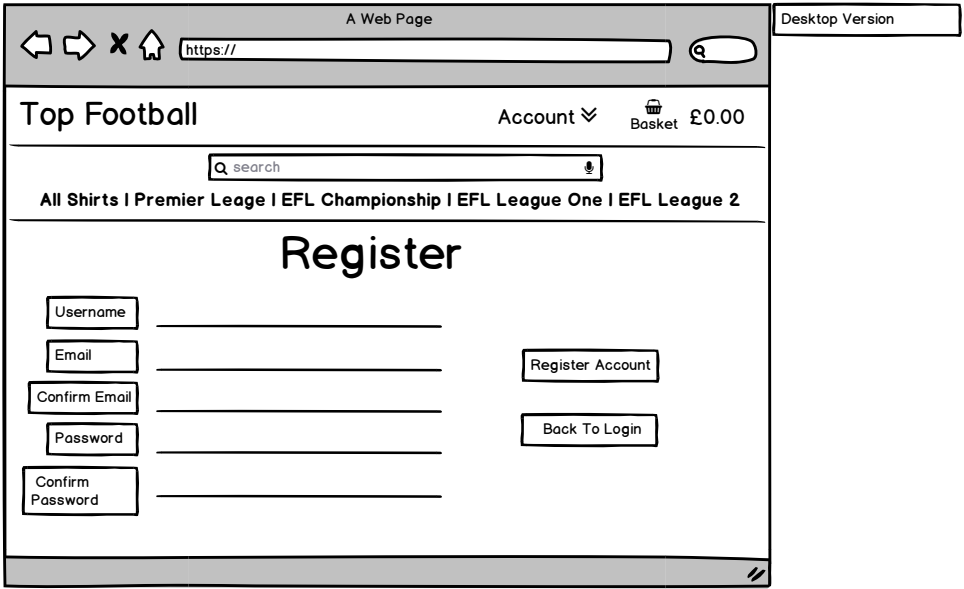 A Web Page
Desktop Version
https://
Top Football
Account
Basket
£0.00
search
All Shirts | Premier Leage | EFL Championship | EFL League One | EFL League 2
Register
Username
Email
Register Account
Confirm Email
Back To Login
Password
Confirm
Password